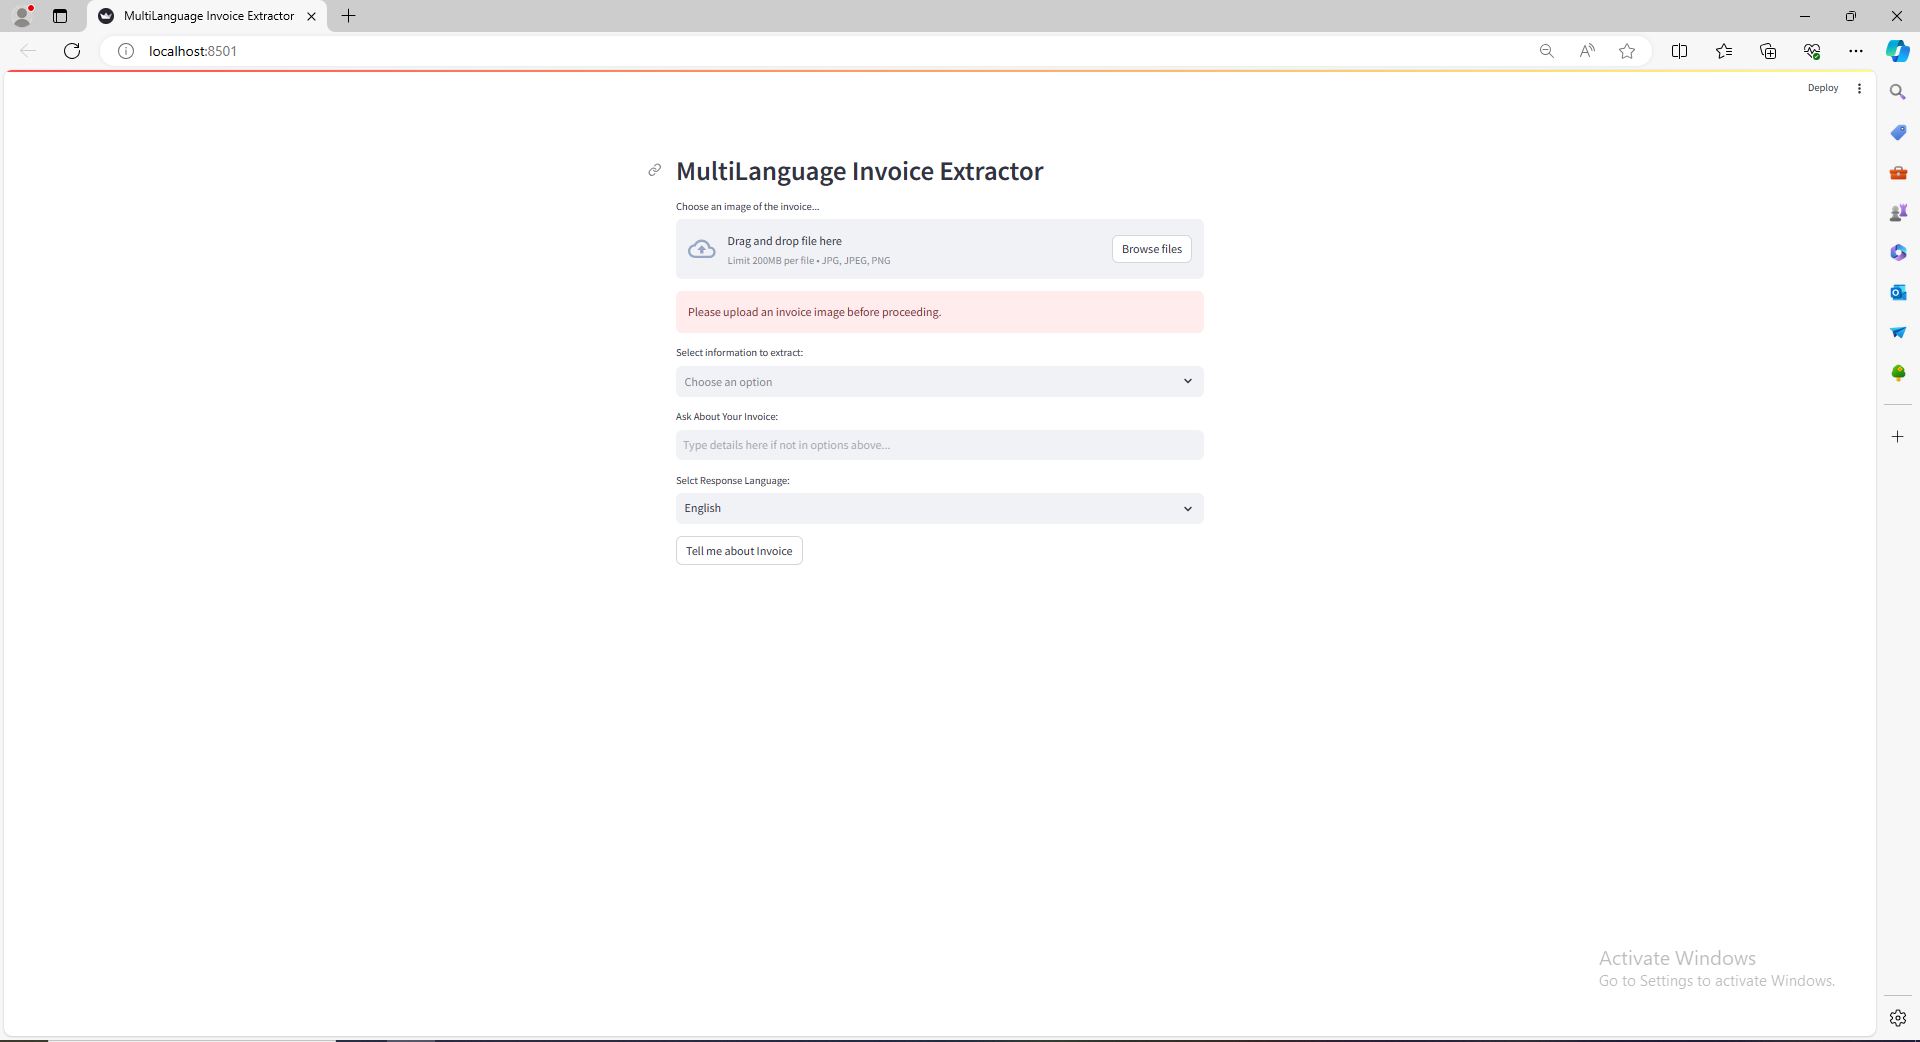 MultiLanguage Invoice Extractor
localhost:8501
Deploy
MultiLanguage Invoice Extractor
Choose an image of the invoice...
Drag and drop file here
Limit 200MB per file • JPG, JPEG, PNG
Browse files
Please upload an invoice image before proceeding.
Select information to extract:
Choose an option
Ask About Your Invoice:
Type details here if not in options above...
Selct Response Language:
English
Tell me about Invoice
Activate Windows
Go to Settings to activate Windows.